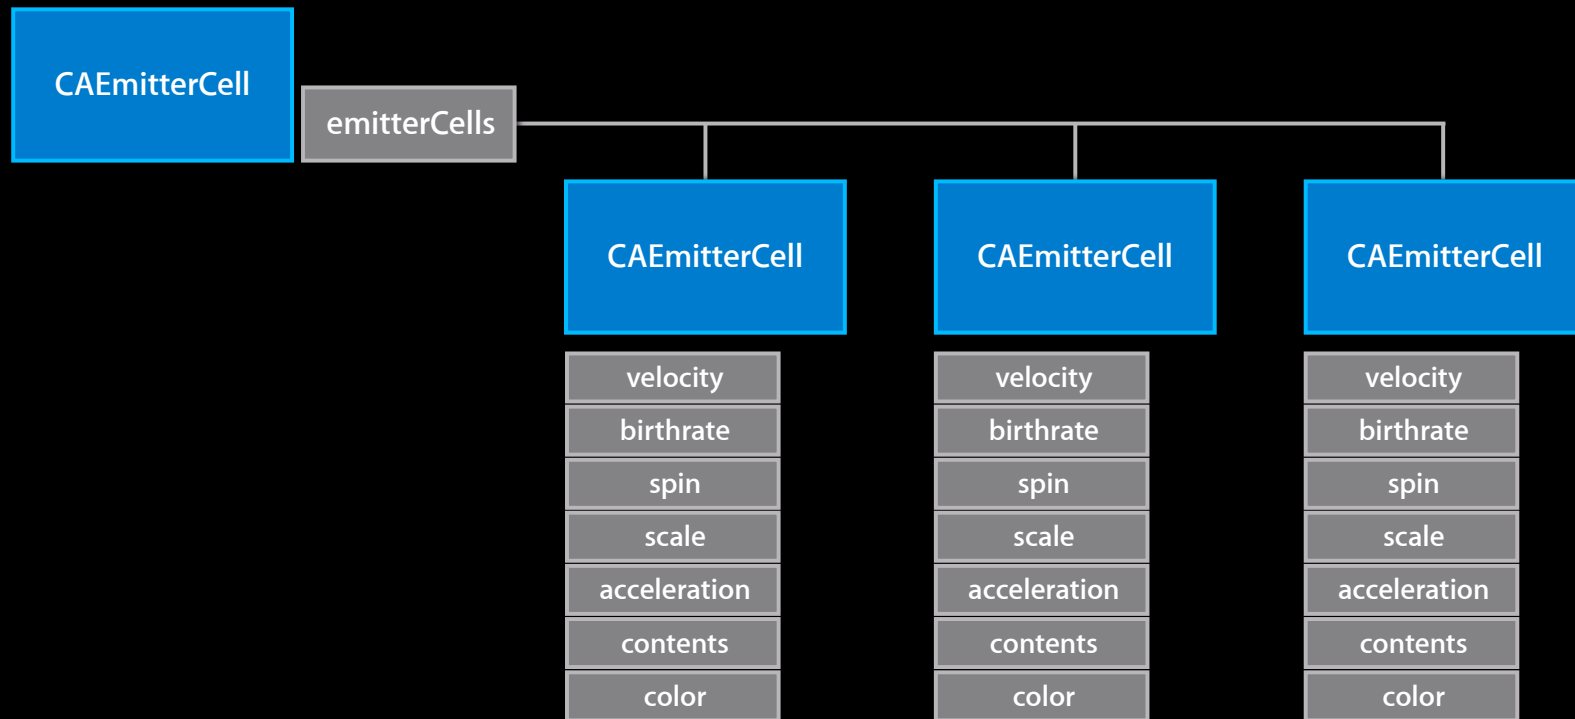 CAEmitterCell
emitterCells
CAEmitterCell
CAEmitterCell
CAEmitterCell
velocity
velocity
velocity
birthrate
birthrate
birthrate
spin
spin
spin
scale
scale
scale
acceleration
acceleration
acceleration
contents
contents
contents
color
color
color